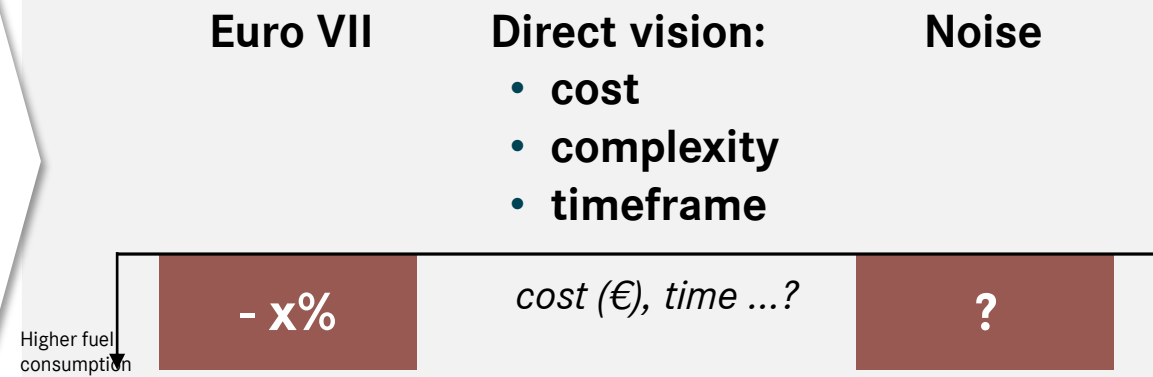 Euro VII
Direct vision:
• cost
• complexity
• timeframe
Noise
- x%
cost (€), time ...?
?
Higher fuel
consumption